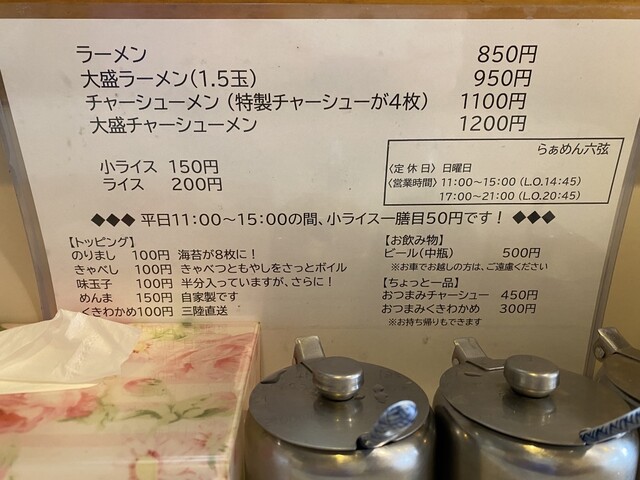 ラーメン 850円
大盛ラーメン(1.5玉) 950円
チャーシューメン(特製チャーシューが4枚) 1100円
大盛チャーシューメン 1200円
小ライス 150円
ライス 200円
らぁめん六弦
〈定休日〉日曜日
〈営業時間〉11:00〜15:00(L.O.14:45)
17:00〜21:00(L.O.20:45)
◆◆◆ 平日11:00〜15:00の間、小ライス一膳目50円です! ◆◆◆
【トッピング】
のりまし 100円 海苔が8枚に!
きゃべし 100円 きゃべつともやしをさっとボイル
味玉子 100円 半分入っていますが、さらに!
めんま 150円 自家製です
くきわかめ100円 三陸直送
【お飲み物】
ビール(中瓶) 500円
※お車でお越しの方は、ご遠慮ください
【ちょっと一品】
おつまみチャーシュー 450円
おつまみくきわかめ 300円
※お持ち帰りもできます